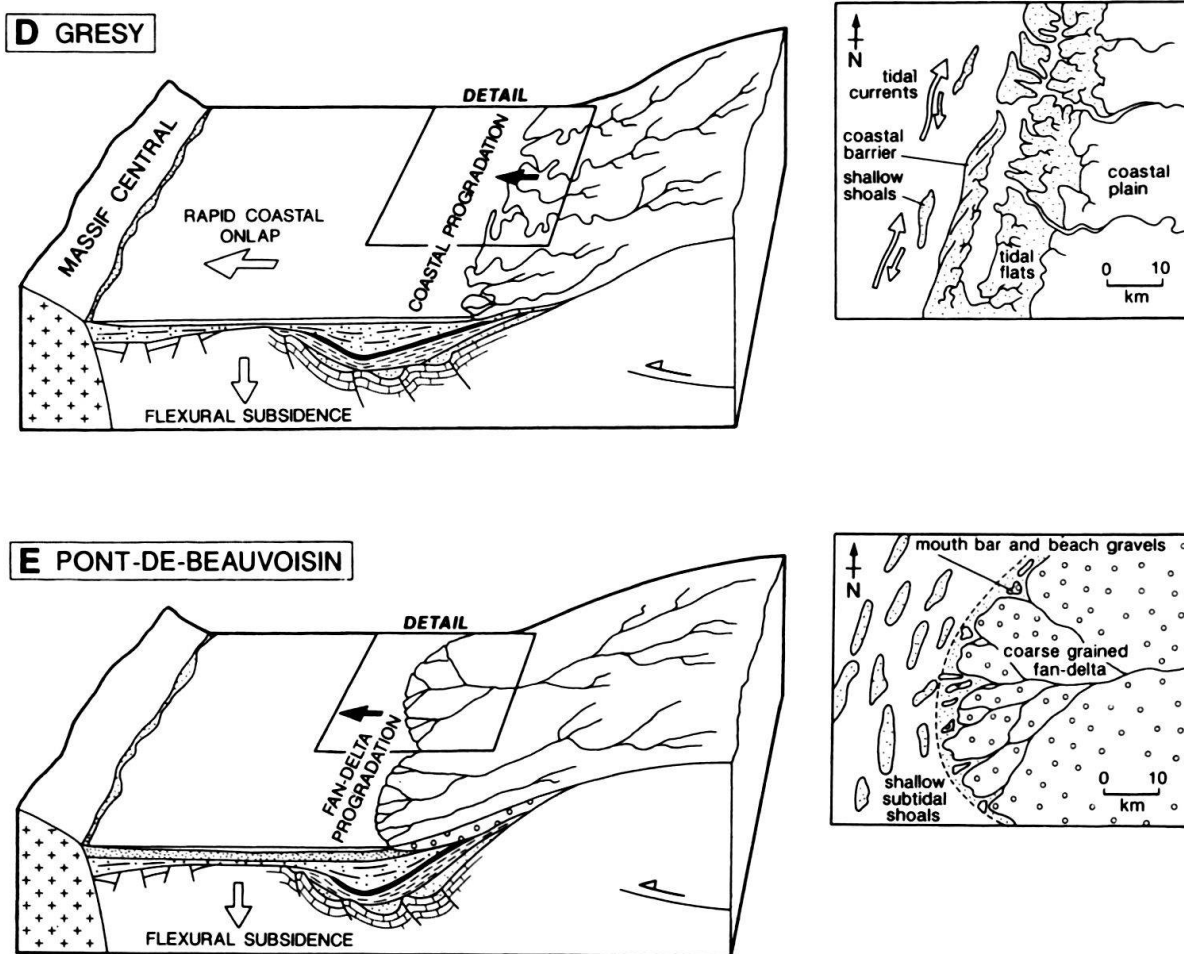 D GRESY
DETAIL
MASSIF CENTRAL
RAPID COASTAL
ONLAP
COASTAL PROGRADATION
FLEXURAL SUBSIDENCE
N
tidal
currents
coastal
barrier
shallow
shoals
coastal
plain
tidal
flats
0 10
km
E PONT-DE-BEAUVOISIN
DETAIL
FAN-DELTA
PROGRADATION
FLEXURAL SUBSIDENCE
mouth bar and beach gravels
N
coarse grained
fan-delta
shallow
subtidal
shoals
0 10
km